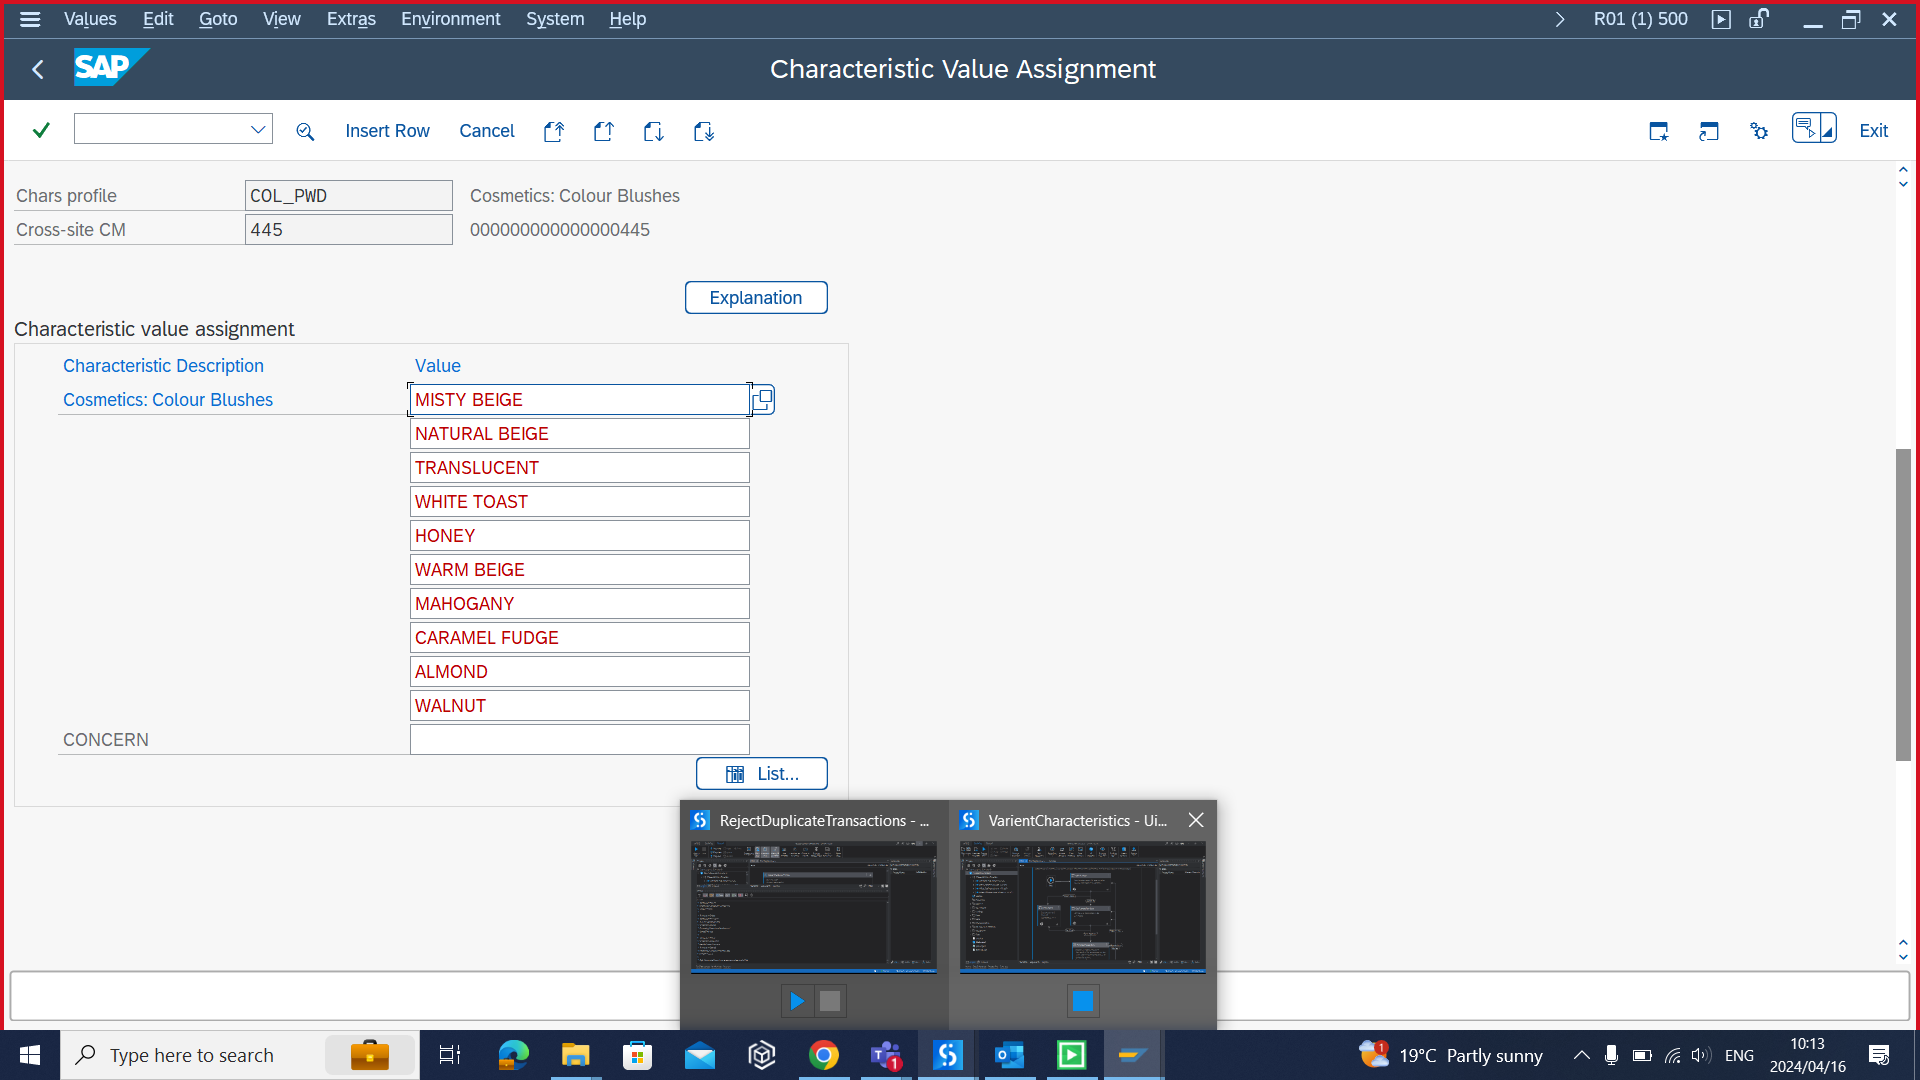 Values Edit Goto View Extras Environment System Help R01 (1) 500
SAP Characteristic Value Assignment
Insert Row Cancel Exit
Chars profile COL_PWD Cosmetics: Colour Blushes
Cross-site CM 445 000000000000000445
Explanation
Characteristic value assignment
Characteristic Description Value
Cosmetics: Colour Blushes MISTY BEIGE
NATURAL BEIGE
TRANSLUCENT
WHITE TOAST
HONEY
WARM BEIGE
MAHOGANY
CARAMEL FUDGE
ALMOND
WALNUT
CONCERN
List...
RejectDuplicateTransactions - ... VarientCharacteristics - Ui...
Type here to search 1 1 19°C Partly sunny ENG 10:13
2024/04/16